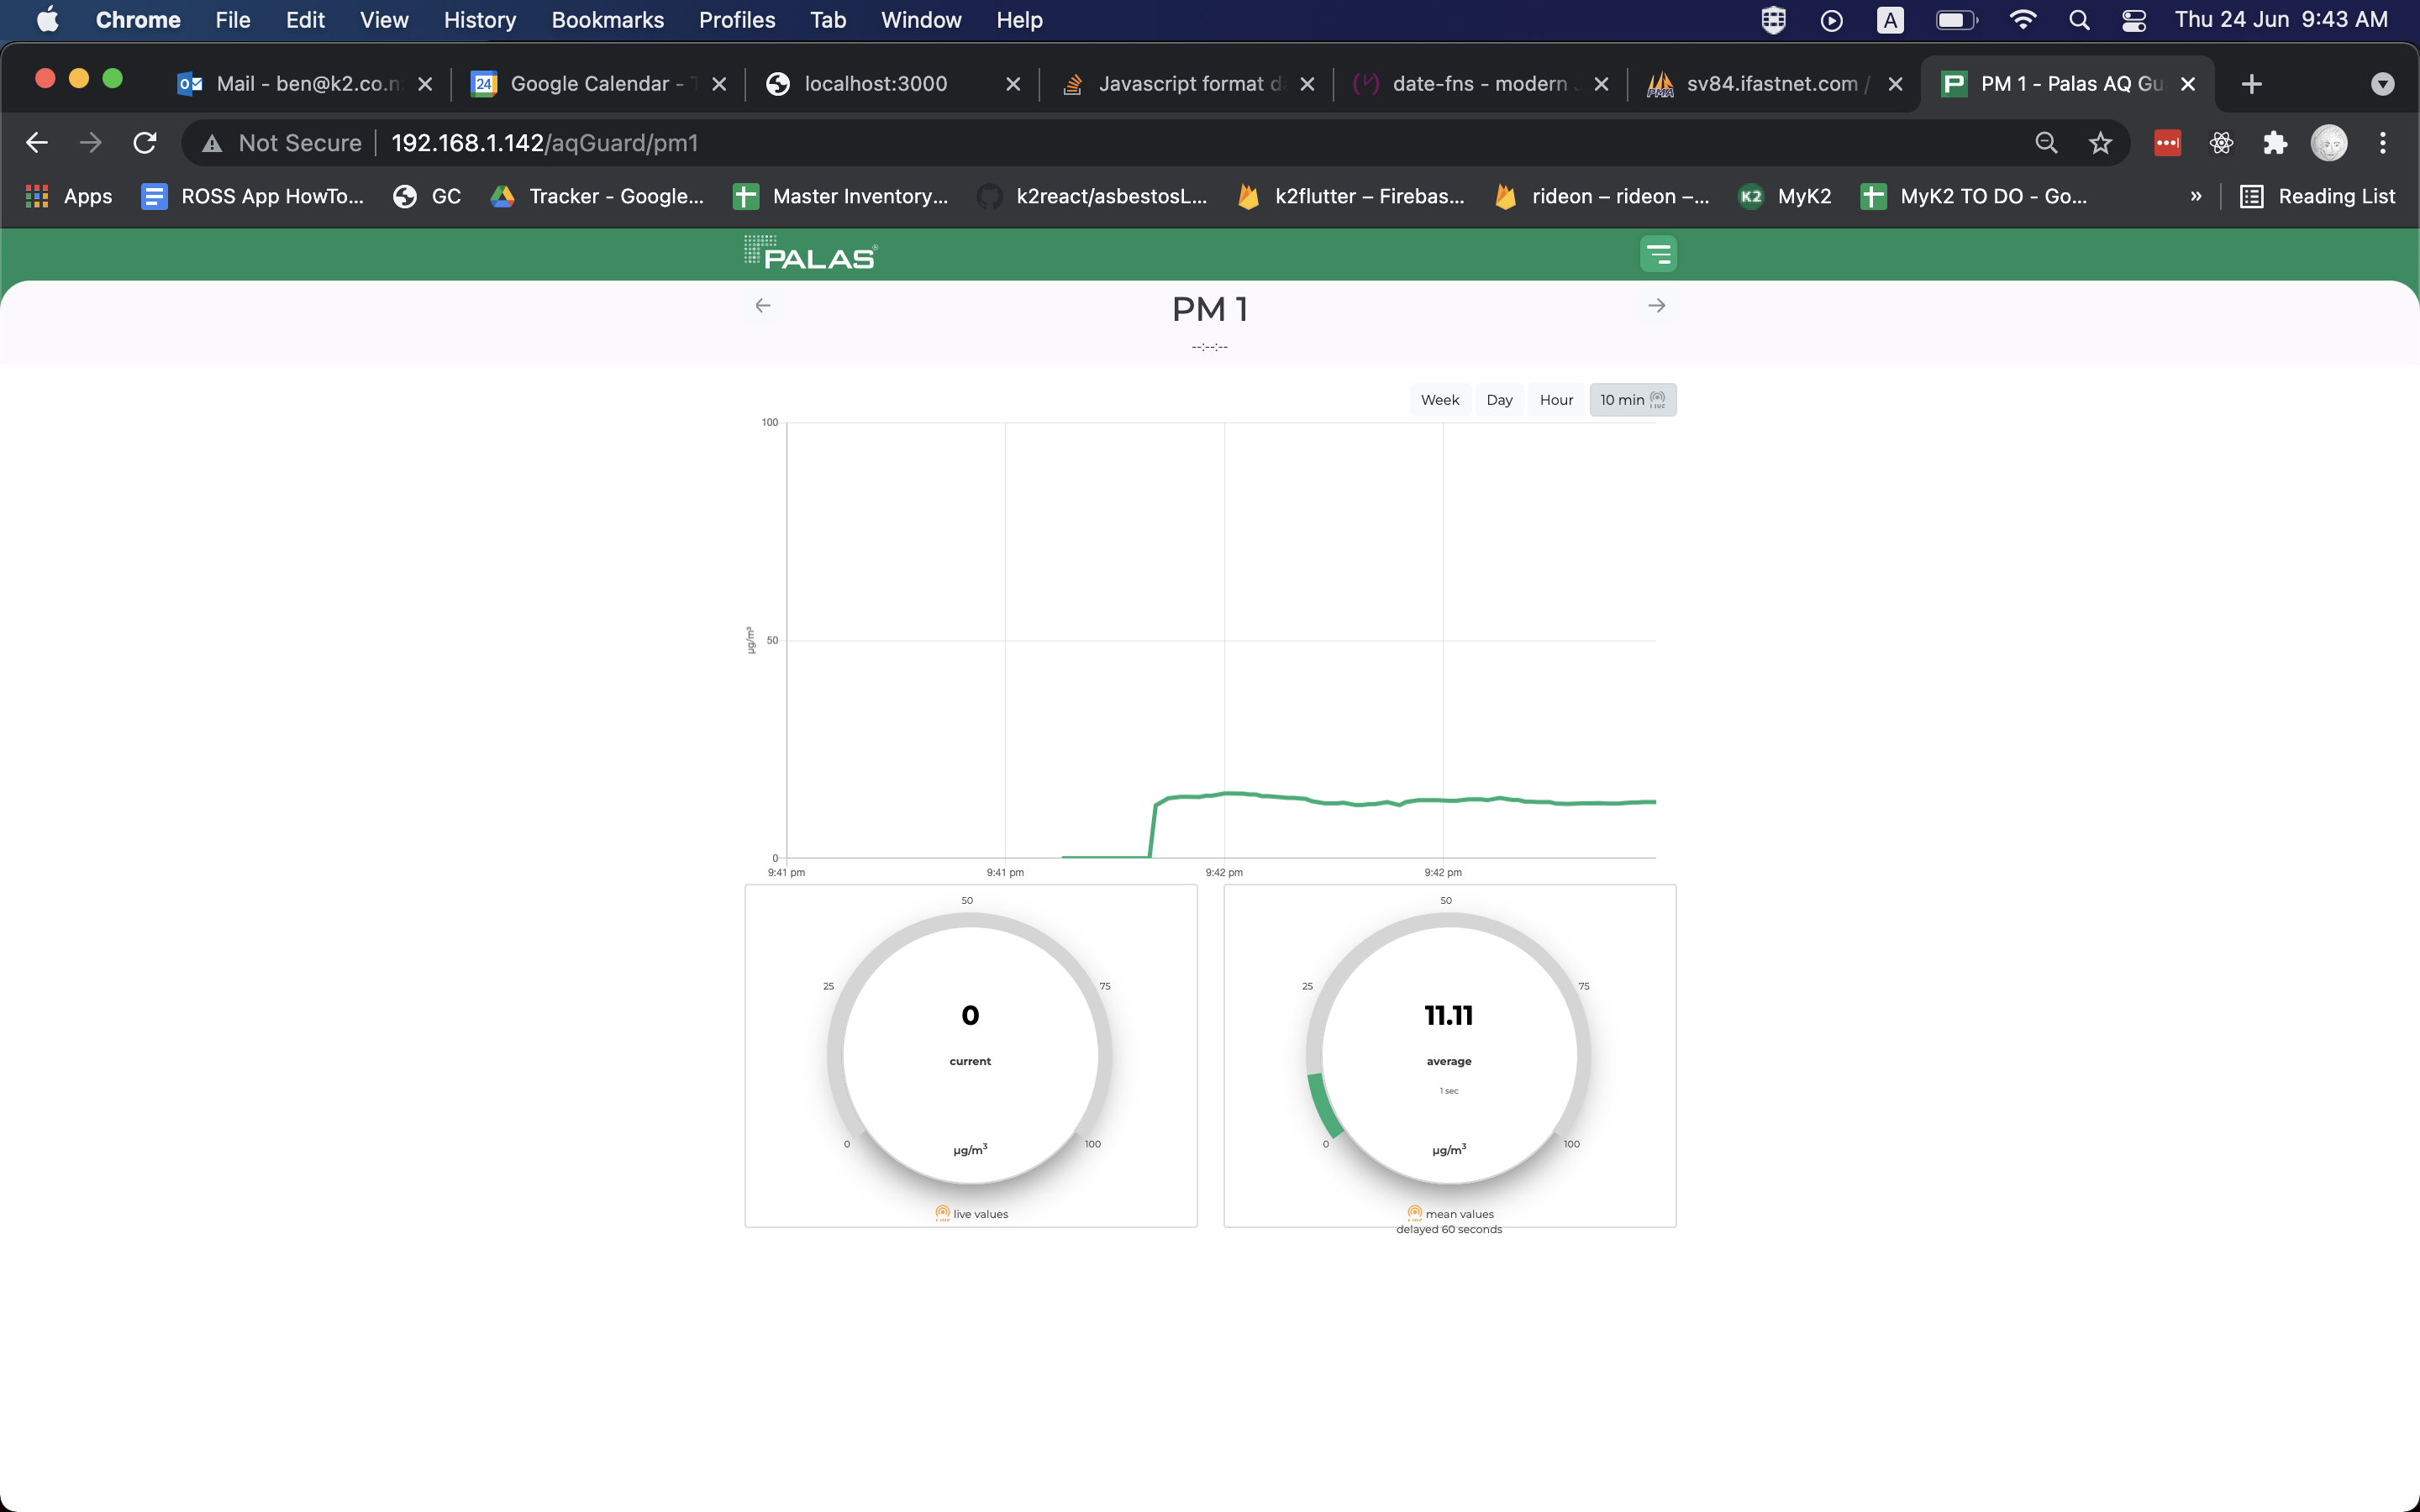 Chrome File Edit View History Bookmarks Profiles Tab Window Help A Thu 24 Jun 9:43 AM
Mail - ben@k2.co.n 24 Google Calendar - T localhost:3000 Javascript format d date-fns - modern J PMA sv84.ifastnet.com / PM 1 - Palas AQ Gu
Not Secure 192.168.1.142/aqGuard/pm1
Apps ROSS App HowTo... GC Tracker - Google... Master Inventory... k2react/asbestosL... k2flutter – Firebas... rideon – rideon –... K2 MyK2 MyK2 TO DO - Go... » Reading List
PALAS®
← PM 1 →
--:--:--
Week Day Hour 10 min LIVE
100
50
µg/m³
0
9:41 pm 9:41 pm 9:42 pm 9:42 pm
50
25 75
0
current
0 100
µg/m³
live values
50
25 75
11.11
average
1 sec
0 100
µg/m³
mean values
delayed 60 seconds